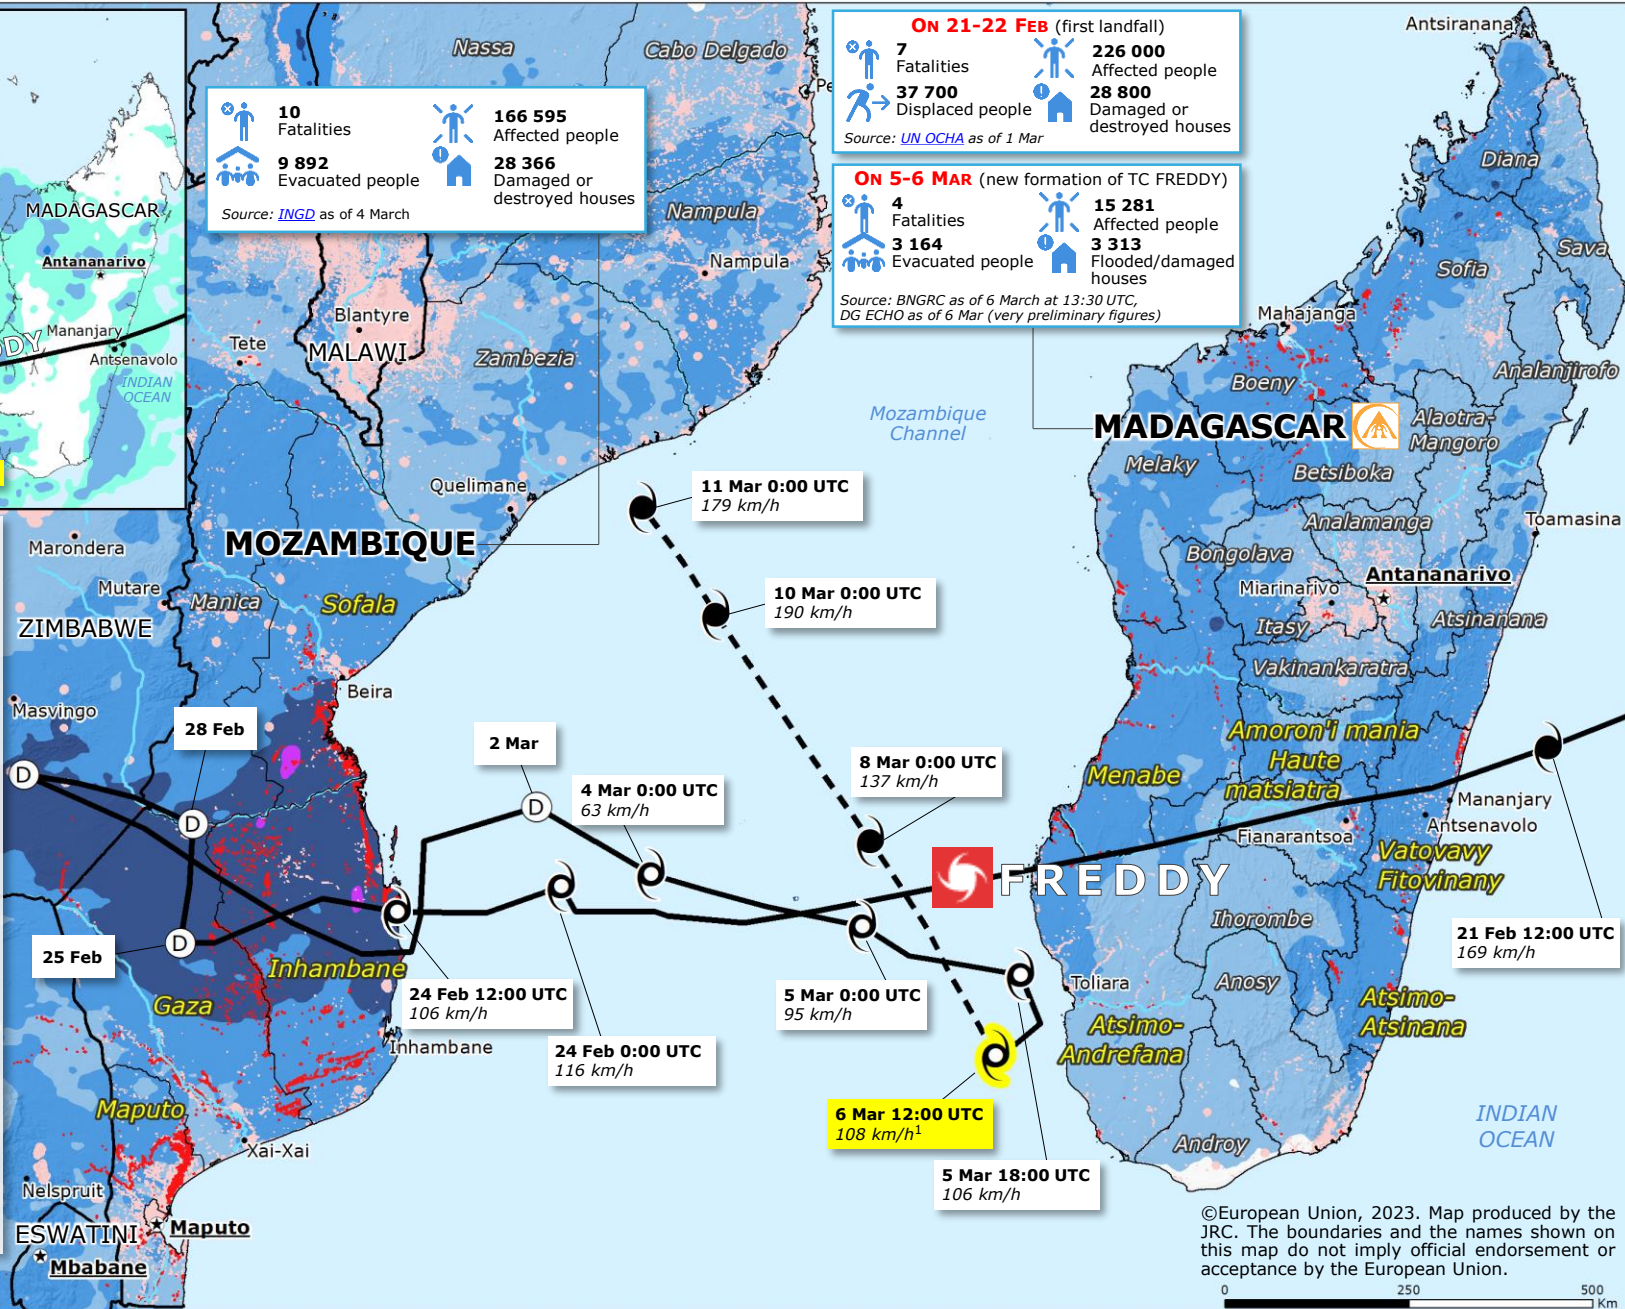 MADAGASCAR
Antananarivo
Mananjary
DDY
Antsenavolo
INDIAN
OCEAN
10
Fatalities
166 595
Affected people
9 892
Evacuated people
28 366
Damaged or
destroyed houses
Source: INGD as of 4 March
ON 21-22 FEB (first landfall)
7
Fatalities
226 000
Affected people
37 700
Displaced people
28 800
Damaged or
destroyed houses
Source: UN OCHA as of 1 Mar
ON 5-6 MAR (new formation of TC FREDDY)
4
Fatalities
15 281
Affected people
3 164
Evacuated people
3 313
Flooded/damaged
houses
Source: BNGRC as of 6 March at 13:30 UTC,
DG ECHO as of 6 Mar (very preliminary figures)
Nassa
Cabo Delgado
Pe
Nampula
Nampula
Blantyre
MALAWI
Tete
Zambezia
Quelimane
Mozambique
Channel
MOZAMBIQUE
Marondera
Mutare
Manica
Sofala
ZIMBABWE
Masvingo
Beira
Antsiranana
Diana
Sava
Sofia
Mahajanga
Boeny
Analanjirofo
MADAGASCAR
Alaotra-
Mangoro
Melaky
Betsiboka
Analamanga
Toamasina
Bongolava
Antananarivo
Miarinarivo
Itasy
Atsinanana
Vakinankaratra
Amoron'i mania
Haute
matsiatra
Menabe
Mananjary
Antsenavolo
Fianarantsoa
Vatovavy
Fitovinany
FREDDY
Ihorombe
Toliara
Anosy
Atsimo-
Atsinana
Atsimo-
Andrefana
Androy
INDIAN
OCEAN
11 Mar 0:00 UTC
179 km/h
10 Mar 0:00 UTC
190 km/h
8 Mar 0:00 UTC
137 km/h
28 Feb
2 Mar
4 Mar 0:00 UTC
63 km/h
D
D
D
D
25 Feb
Inhambane
Gaza
24 Feb 12:00 UTC
106 km/h
Inhambane
24 Feb 0:00 UTC
116 km/h
5 Mar 0:00 UTC
95 km/h
21 Feb 12:00 UTC
169 km/h
6 Mar 12:00 UTC
108 km/h1
5 Mar 18:00 UTC
106 km/h
Maputo
Xai-Xai
Nelspruit
ESWATINI
Maputo
Mbabane
©European Union, 2023. Map produced by the
JRC. The boundaries and the names shown on
this map do not imply official endorsement or
acceptance by the European Union.
0 250 500
Km